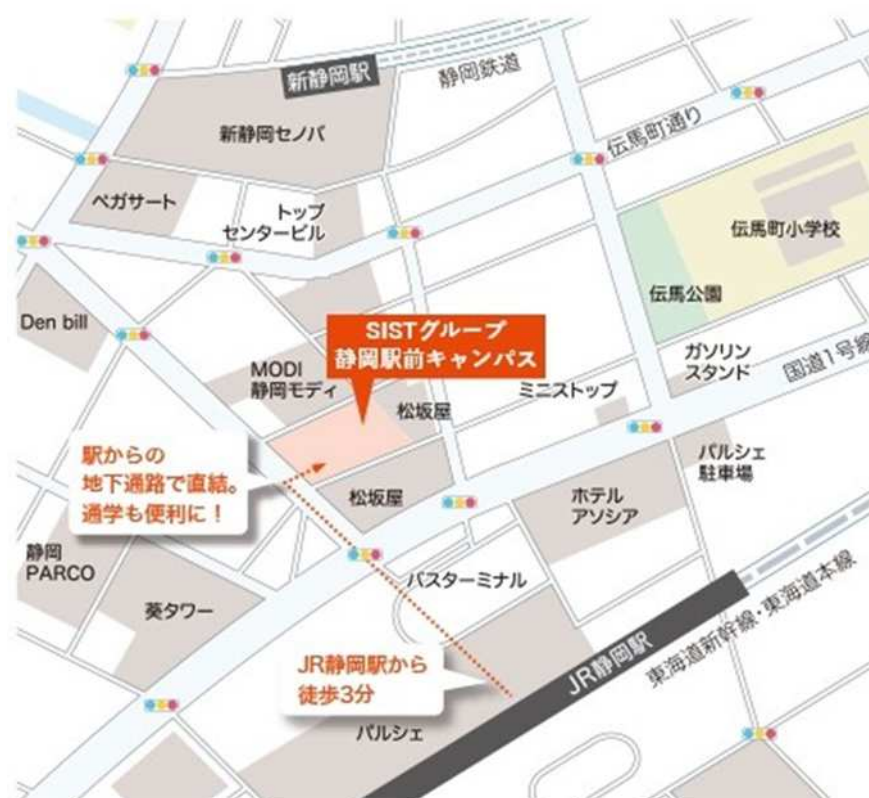 新静岡駅
静岡鉄道
新静岡セノバ
伝馬町通り
ペガサート
トップ
センタービル
伝馬町小学校
伝馬公園
Den bill
SISTグループ
静岡駅前キャンパス
MODI
静岡モディ
松坂屋
ミニストップ
ガソリン
スタンド
国道1号線
駅からの
地下通路で直結。
通学も便利に！
松坂屋
ホテル
アソシア
パルシェ
駐車場
静岡
PARCO
葵タワー
バスターミナル
JR静岡駅から
徒歩3分
JR静岡駅
東海道新幹線・東海道本線
パルシェ